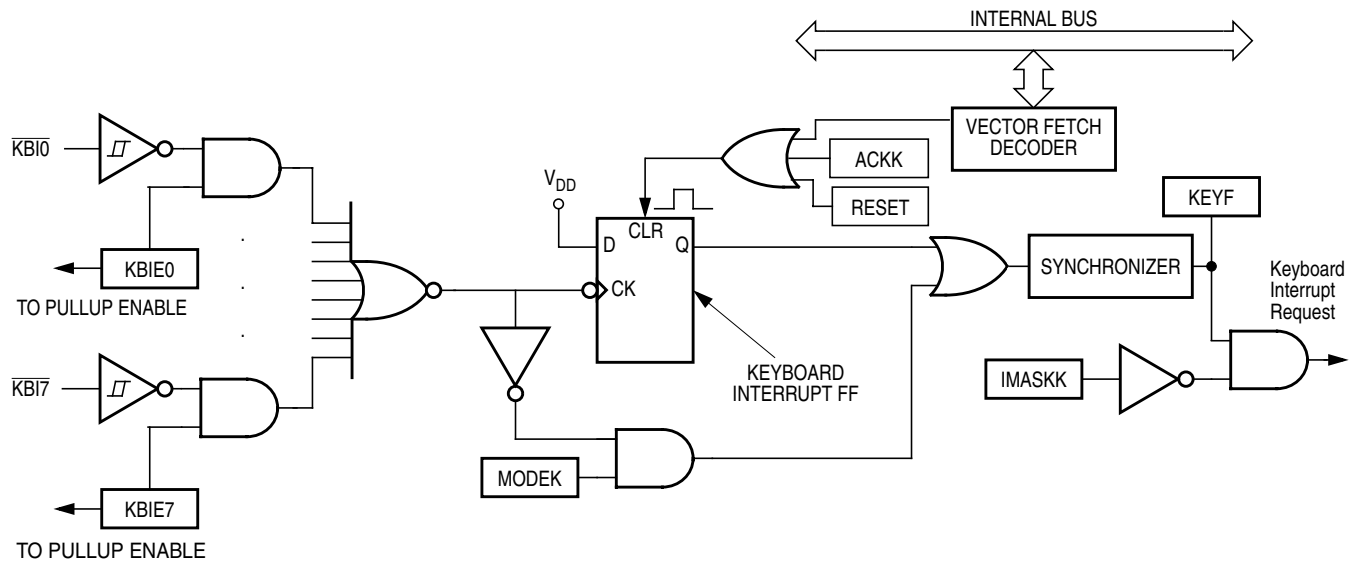 INTERNAL BUS
VECTOR FETCH
DECODER
ACKK
RESET
KBI0
KBIE0
TO PULLUP ENABLE
KBI7
KBIE7
TO PULLUP ENABLE
VDD
CLR
D
Q
CK
KEYBOARD
INTERRUPT FF
MODEK
SYNCHRONIZER
KEYF
IMASKK
Keyboard
Interrupt
Request